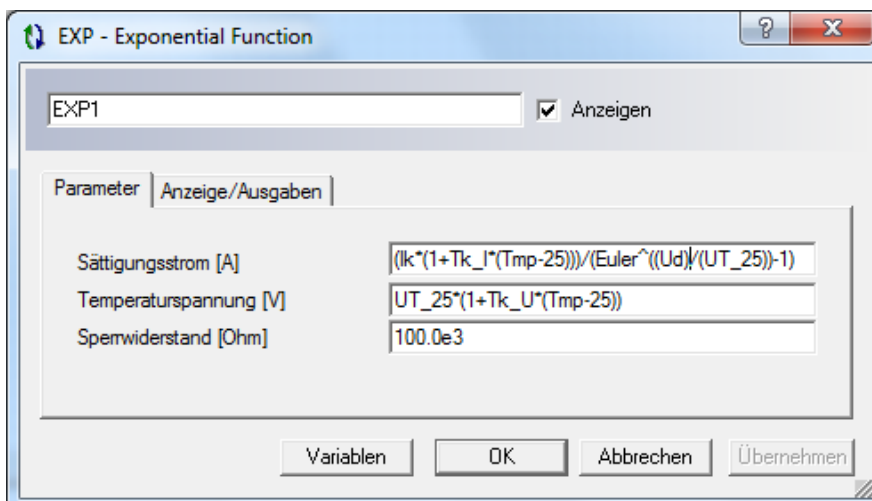 EXP - Exponential Function
?
EXP1
Anzeigen
Parameter Anzeige/Ausgaben
Sättigungsstrom [A] (Ik*(1+Tk_I*(Tmp-25)))/(Euler^((Ud)/(UT_25))-1)
Temperaturspannung [V] UT_25*(1+Tk_U*(Tmp-25))
Sperrwiderstand [Ohm] 100.0e3
Variablen OK Abbrechen Übernehmen